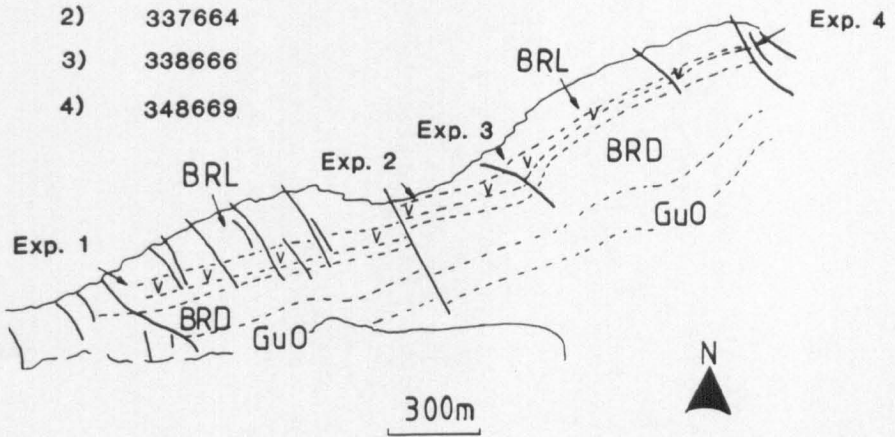 2) 337664
3) 338666
4) 348669
Exp. 4
BRL
Exp. 3
BRD
Exp. 2
BRL
GuO
Exp. 1
v v v v v v v v v
BRD
GuO
N
300m